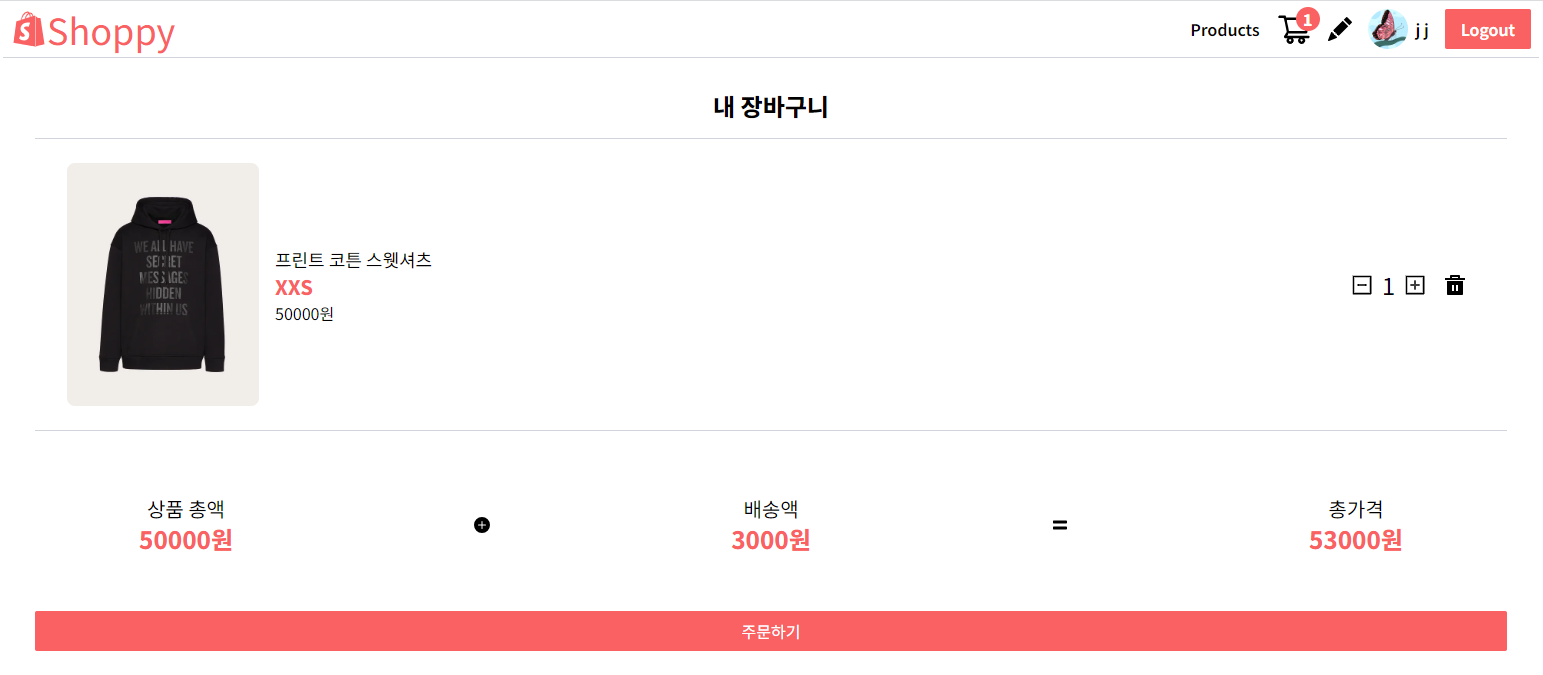 Shoppy
Products
1
j j
Logout
내 장바구니
WE ALL HAVE
SECRET
MESSAGES
HIDDEN
WITHIN US
프린트 코튼 스웻셔츠
XXS
50000원
1
상품 총액
50000원
배송액
3000원
=
총가격
53000원
주문하기